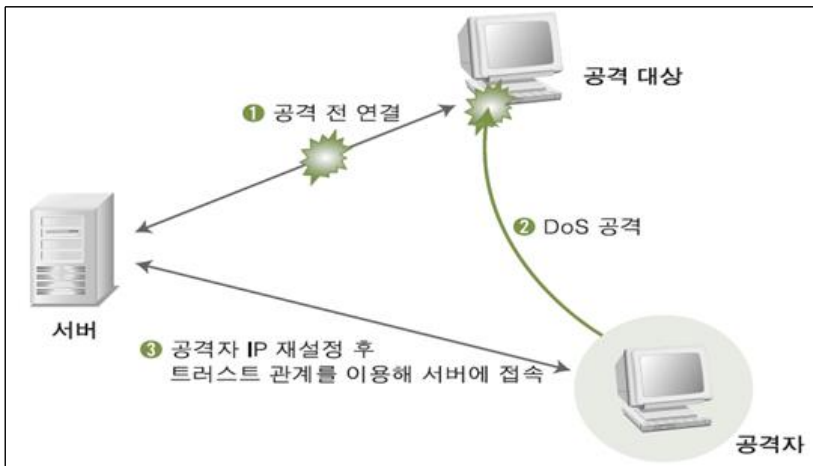 공격 대상
❶ 공격 전 연결
❷ DoS 공격
서버
❸ 공격자 IP 재설정 후
트러스트 관계를 이용해 서버에 접속
공격자